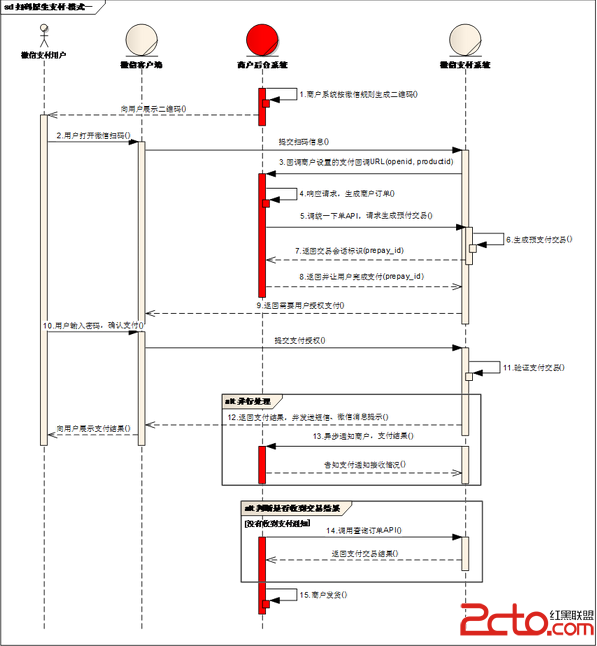 sd 扫码原生支付-模式一
微信支付用户
微信客户端
商户后台系统
微信支付系统
1.商户系统按微信规则生成二维码()
向用户展示二维码()
2.用户打开微信扫码()
提交扫码信息()
3.回调商户设置的支付回调URL(openid, productid)
4.响应请求，生成商户订单()
5.调统一下单API，请求生成预付交易()
6.生成预支付交易()
7.返回交易会话标识(prepay_id)
8.返回并让用户完成支付(prepay_id)
9.返回需要用户授权支付()
10.用户输入密码，确认支付()
提交支付授权()
11.验证支付交易()
alt 并行处理
12.返回支付结果，并发送短信，微信消息提示()
向用户展示支付结果()
13.异步通知商户，支付结果()
告知支付通知接收情况()
alt 判断是否收到交易结果
[没有收到支付通知]
14.调用查询订单API()
返回支付交易结果()
15.商户发货()
2cto
红黑联盟
.com